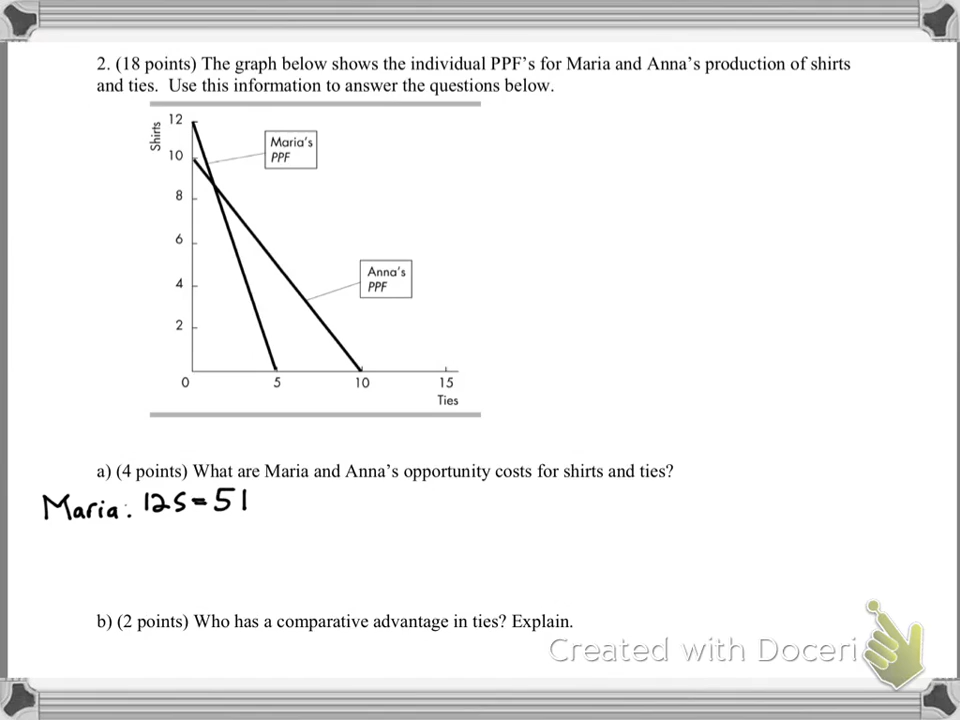 2. (18 points) The graph below shows the individual PPF's for Maria and Anna's production of shirts
and ties. Use this information to answer the questions below.
Shirts
12
10
8
6
4
2
0
5
10
15
Ties
Maria's
PPF
Anna's
PPF
a) (4 points) What are Maria and Anna's opportunity costs for shirts and ties?
Maria: 12S=51
b) (2 points) Who has a comparative advantage in ties? Explain.
Created with Doceri